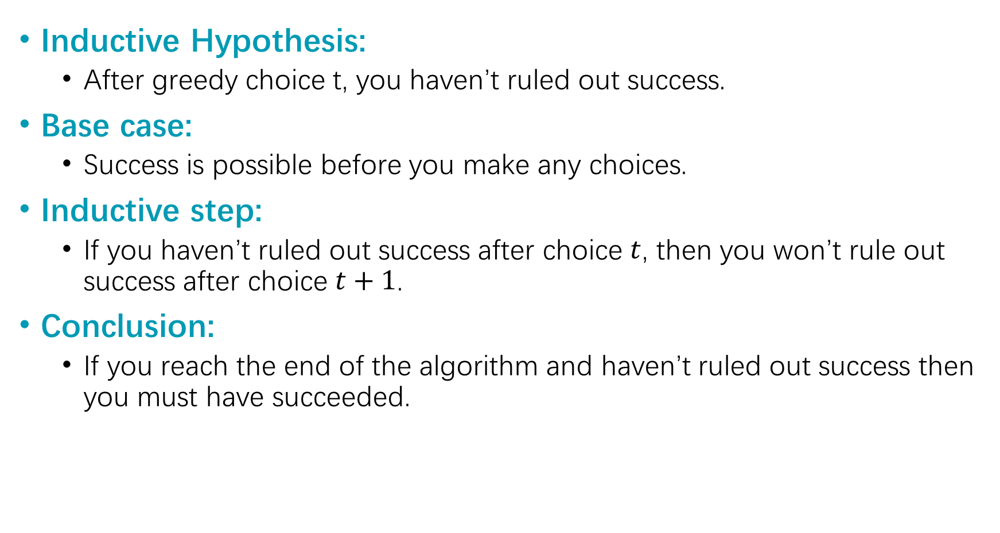 • Inductive Hypothesis:
• After greedy choice t, you haven’t ruled out success.
• Base case:
• Success is possible before you make any choices.
• Inductive step:
• If you haven’t ruled out success after choice 𝑡, then you won’t rule out
success after choice 𝑡 + 1.
• Conclusion:
• If you reach the end of the algorithm and haven’t ruled out success then
you must have succeeded.